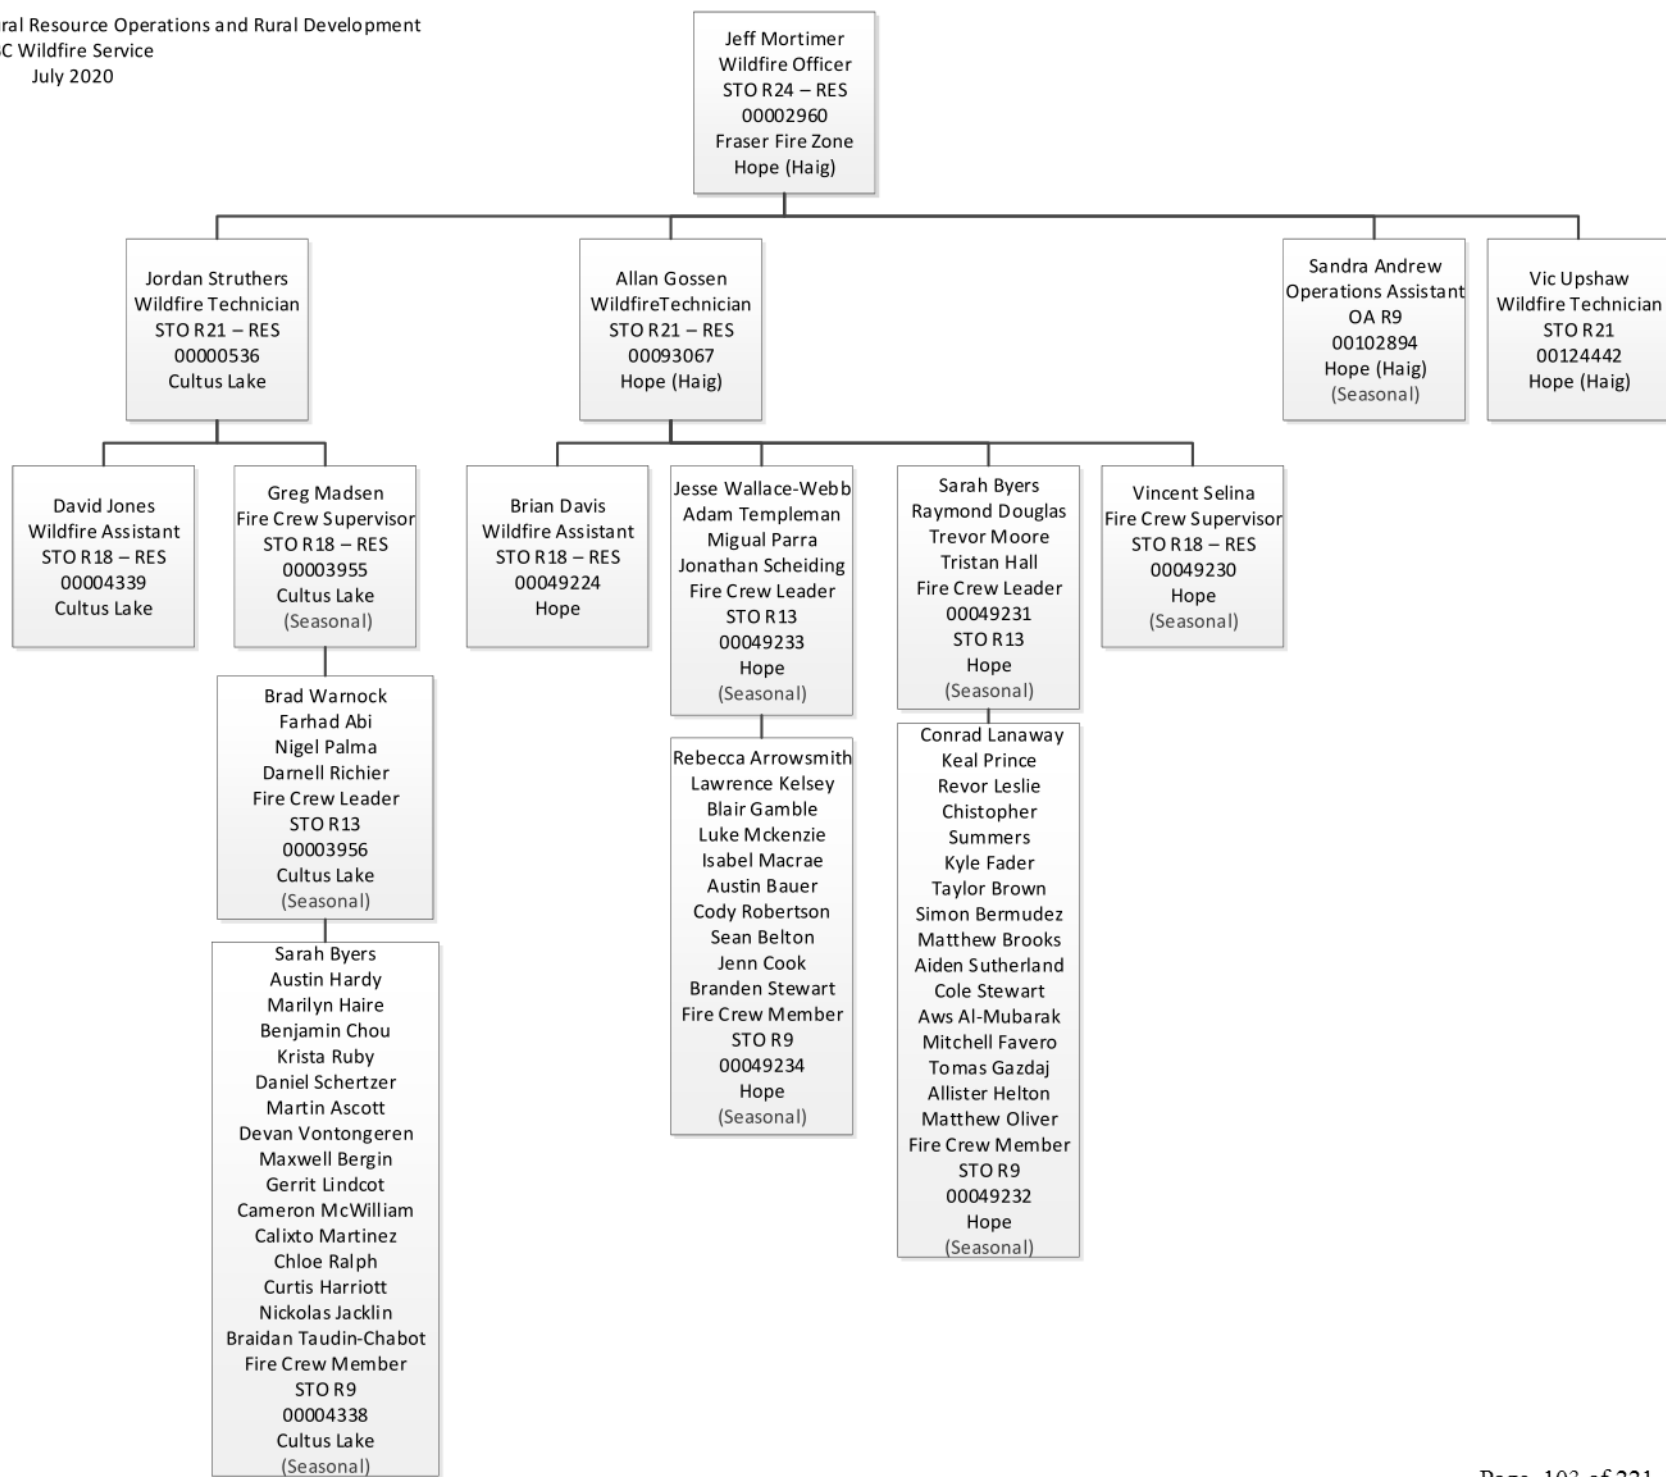 ral Resource Operations and Rural Development
BC Wildfire Service
July 2020
Jeff Mortimer
Wildfire Officer
STO R24 – RES
00002960
Fraser Fire Zone
Hope (Haig)
Jordan Struthers
Wildfire Technician
STO R21 – RES
00000536
Cultus Lake
Allan Gossen
WildfireTechnician
STO R21 – RES
00093067
Hope (Haig)
Sandra Andrew
Operations Assistant
OA R9
00102894
Hope (Haig)
(Seasonal)
Vic Upshaw
Wildfire Technician
STO R21
00124442
Hope (Haig)
David Jones
Wildfire Assistant
STO R18 – RES
00004339
Cultus Lake
Greg Madsen
Fire Crew Supervisor
STO R18 – RES
00003955
Cultus Lake
(Seasonal)
Brian Davis
Wildfire Assistant
STO R18 – RES
00049224
Hope
Jesse Wallace-Webb
Adam Templeman
Migual Parra
Jonathan Scheiding
Fire Crew Leader
STO R13
00049233
Hope
(Seasonal)
Sarah Byers
Raymond Douglas
Trevor Moore
Tristan Hall
Fire Crew Leader
00049231
STO R13
Hope
(Seasonal)
Vincent Selina
Fire Crew Supervisor
STO R18 – RES
00049230
Hope
(Seasonal)
Brad Warnock
Farhad Abi
Nigel Palma
Darnell Richier
Fire Crew Leader
STO R13
00003956
Cultus Lake
(Seasonal)
Rebecca Arrowsmith
Lawrence Kelsey
Blair Gamble
Luke Mckenzie
Isabel Macrae
Austin Bauer
Cody Robertson
Sean Belton
Jenn Cook
Branden Stewart
Fire Crew Member
STO R9
00049234
Hope
(Seasonal)
Conrad Lanaway
Keal Prince
Revor Leslie
Chistopher
Summers
Kyle Fader
Taylor Brown
Simon Bermudez
Matthew Brooks
Aiden Sutherland
Cole Stewart
Aws Al-Mubarak
Mitchell Favero
Tomas Gazdaj
Allister Helton
Matthew Oliver
Fire Crew Member
STO R9
00049232
Hope
(Seasonal)
Sarah Byers
Austin Hardy
Marilyn Haire
Benjamin Chou
Krista Ruby
Daniel Schertzer
Martin Ascott
Devan Vontongeren
Maxwell Bergin
Gerrit Lindcot
Cameron McWilliam
Calixto Martinez
Chloe Ralph
Curtis Harriott
Nickolas Jacklin
Braidan Taudin-Chabot
Fire Crew Member
STO R9
00004338
Cultus Lake
(Seasonal)
Page 103 of 221